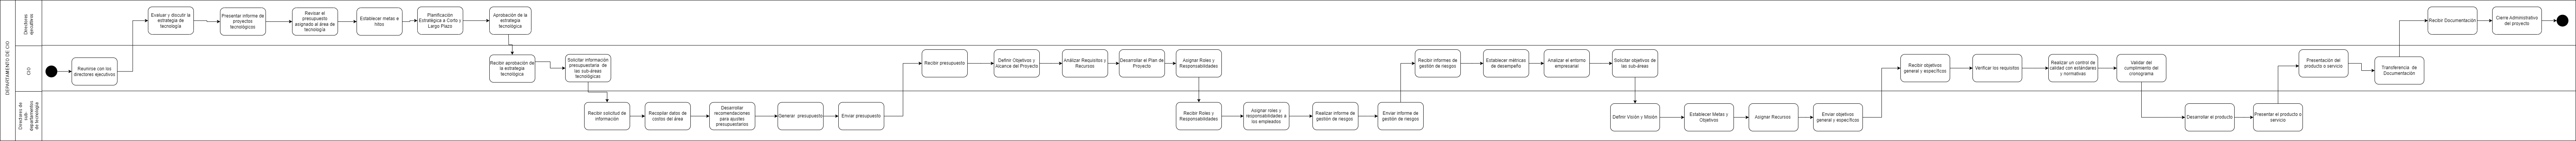 DEPARTAMENTO DE CIO
Directores
ejecutivos
Evaluar y discutir la
estrategia de
tecnología
Presentar informe de
proyectos
tecnológicos
Revisar el
presupuesto
asignado al área de
tecnología
Establecer metas e
hitos
Planificación
Estratégica a Corto y
Largo Plazo
Aprobación de la
estrategia
tecnológica
Recibir Documentación
Cierre Administrativo
del proyecto
CIO
Reunirse con los
directores ejecutivos
Recibir aprobación de
la estrategia
tecnológica
Solicitar información
presupuestaria de
las sub-áreas
tecnológicas
Recibir presupuesto
Definir Objetivos y
Alcance del Proyecto
Análizar Requisitos y
Recursos
Desarrollar el Plan de
Proyecto
Asignar Roles y
Responsabilidades
Recibir informes de
gestión de riesgos
Establecer métricas
de desempeño
Analizar el entorno
empresarial
Solicitar objetivos de
las sub-áreas
Recibir objetivos
general y específicos
Verificar los requisitos
Realizar un control de
calidad con estándares
y normativas
Validar del
cumplimiento del
cronograma
Presentación del
producto o servicio
Transferencia de
Documentación
Directores de
sub-
departamentos
de tecnología
Recibir solicitud de
información
Recopilar datos de
costos del área
Desarrollar
recomendaciones
para ajustes
presupuestarios
Generar presupuesto
Enviar presupuesto
Recibir Roles y
Responsabilidades
Asignar roles y
responsabilidades a
los empleados
Realizar informe de
gestión de riesgos
Enviar informe de
gestión de riesgos
Definir Visión y Misión
Establecer Metas y
Objetivos
Asignar Recursos
Enviar objetivos
general y específicos
Desarrollar el producto
Presentar el producto o
servicio